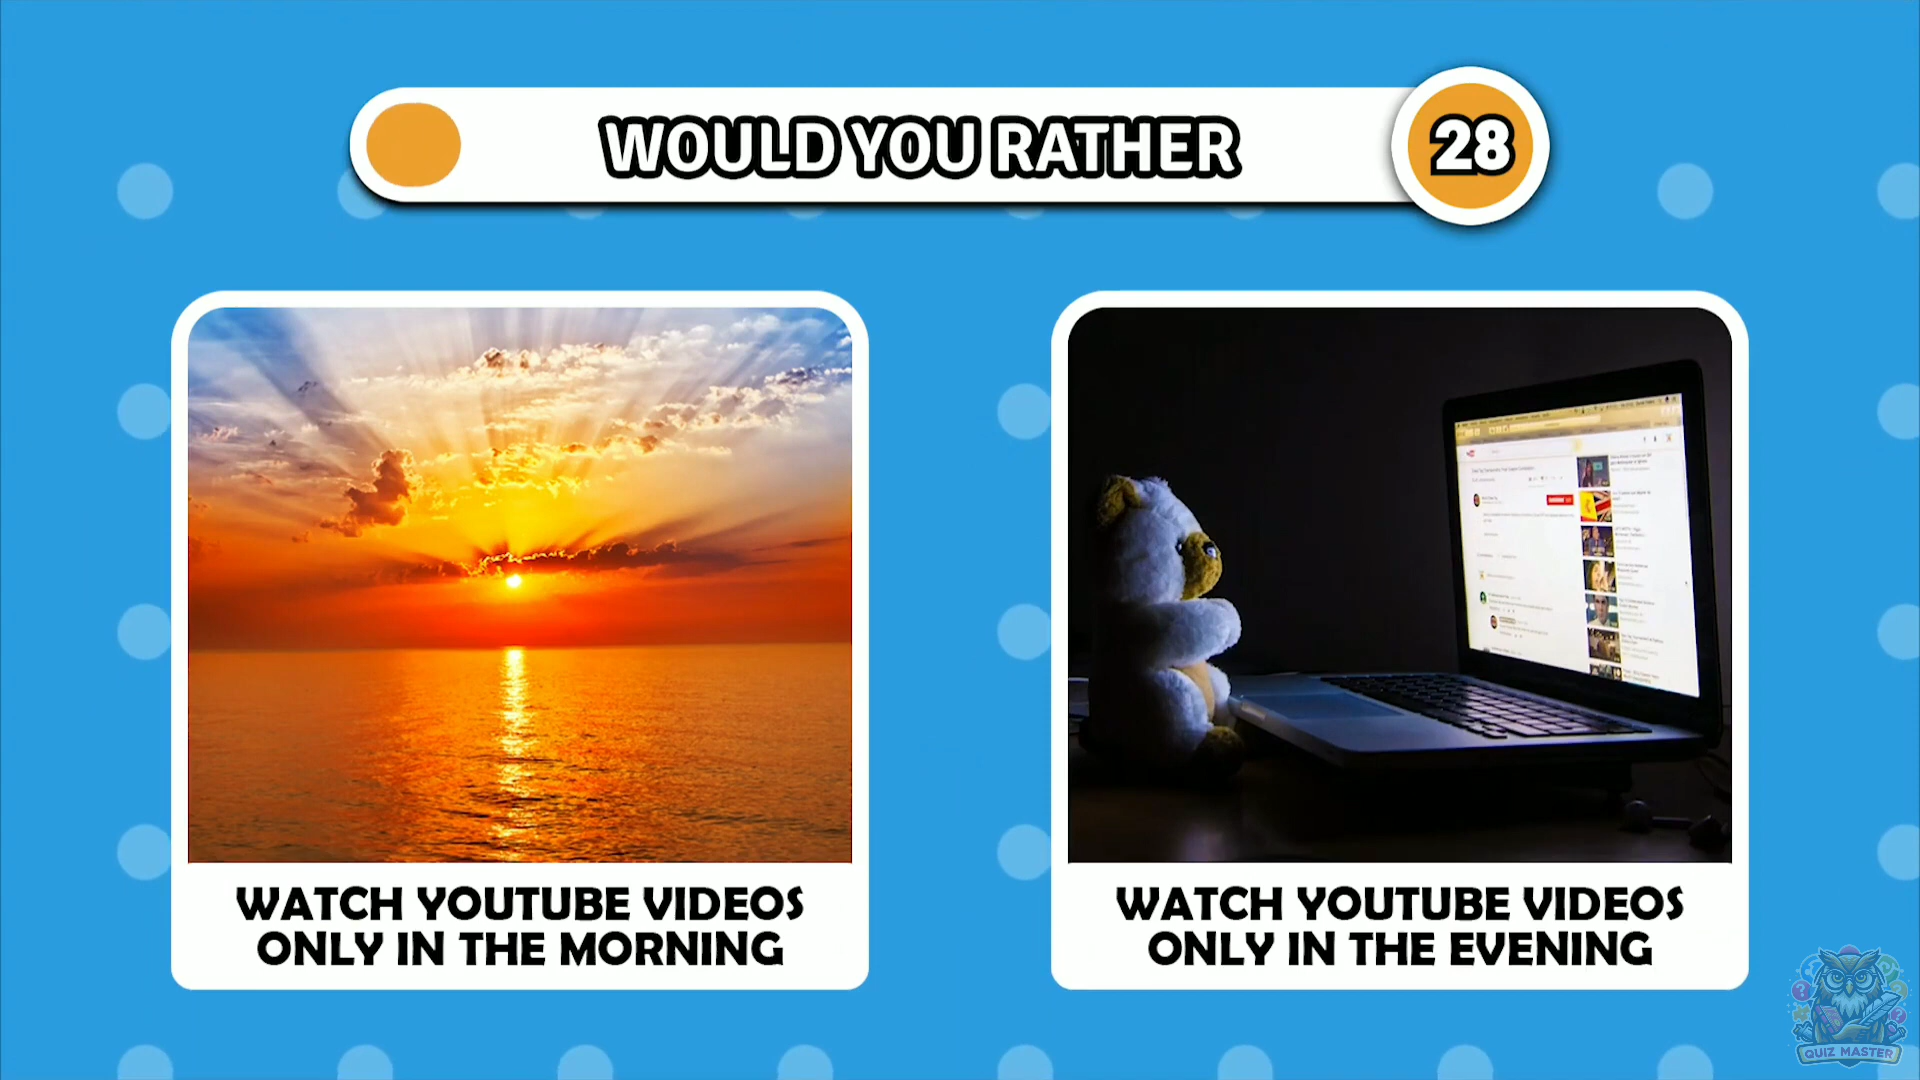 WOULD YOU RATHER
28
WATCH YOUTUBE VIDEOS
ONLY IN THE MORNING
WATCH YOUTUBE VIDEOS
ONLY IN THE EVENING
QUIZ MASTER